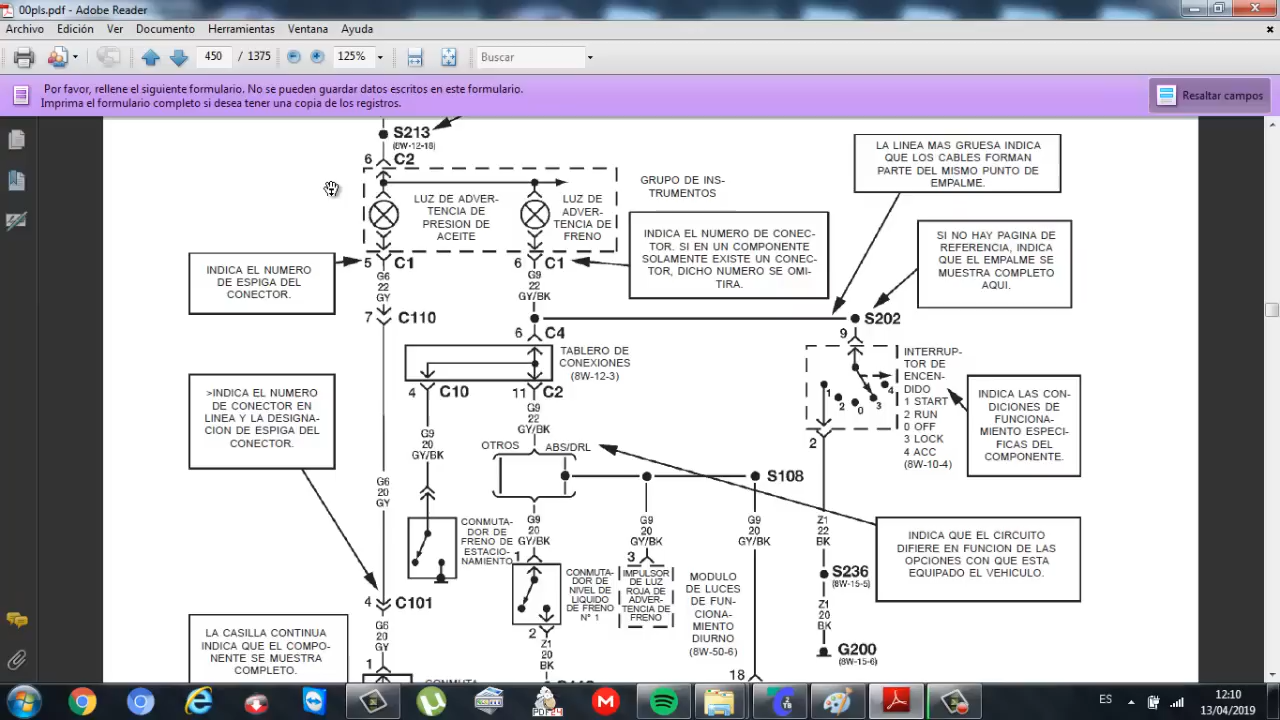 00pls.pdf - Adobe Reader
Archivo Edición Ver Documento Herramientas Ventana Ayuda
450 / 1375 125% Buscar
Por favor, rellene el siguiente formulario. No se pueden guardar datos escritos en este formulario.
Imprima el formulario completo si desea tener una copia de los registros.
Resaltar campos
S213
(8W-12-18)
6 C2
LUZ DE ADVER-
TENCIA DE
PRESION DE
ACEITE
LUZ DE
ADVER-
TENCIA DE
FRENO
GRUPO DE INS-
TRUMENTOS
LA LINEA MAS GRUESA INDICA
QUE LOS CABLES FORMAN
PARTE DEL MISMO PUNTO DE
EMPALME.
INDICA EL NUMERO DE CONEC-
TOR. SI EN UN COMPONENTE
SOLAMENTE EXISTE UN CONEC-
TOR, DICHO NUMERO SE OMI-
TIRA.
SI NO HAY PAGINA DE
REFERENCIA, INDICA
QUE EL EMPALME SE
MUESTRA COMPLETO
AQUI.
INDICA EL NUMERO
DE ESPIGA DEL
CONECTOR.
5 C1
G6
22
GY
6 C1
G9
22
GY/BK
7 C110
S202
9
6 C4
TABLERO DE
CONEXIONES
(8W-12-3)
4 C10
11 C2
G9
22
GY/BK
1
2
0
3
4
INTERRUP-
TOR DE
ENCEN-
DIDO
1 START
2 RUN
0 OFF
3 LOCK
4 ACC
(8W-10-4)
2
INDICA LAS CON-
DICIONES DE
FUNCIONA-
MIENTO ESPECI-
FICAS DEL
COMPONENTE.
>INDICA EL NUMERO
DE CONECTOR EN
LINEA Y LA DESIGNA-
CION DE ESPIGA DEL
CONECTOR.
G9
20
GY/BK
OTROS ABS/DRL
S108
G6
20
GY
CONMUTA-
DOR DE
FRENO DE
ESTACIO-
NAMIENTO
G9
20
GY/BK
G9
20
GY/BK
G9
20
GY/BK
Z1
22
BK
INDICA QUE EL CIRCUITO
DIFIERE EN FUNCION DE LAS
OPCIONES CON QUE ESTA
EQUIPADO EL VEHICULO.
1
CONMUTA-
DOR DE
NIVEL DE
LIQUIDO
DE FRENO
N° 1
3
IMPULSOR
DE LUZ
ROJA DE
ADVER-
TENCIA DE
FRENO
MODULO
DE LUCES
DE FUN-
CIONA-
MIENTO
DIURNO
(8W-50-6)
S236
(8W-15-5)
4 C101
Z1
20
BK
G6
20
GY
2
Z1
20
BK
G200
(8W-15-6)
LA CASILLA CONTINUA
INDICA QUE EL COMPO-
NENTE SE MUESTRA
COMPLETO.
1
18
ES
12:10
13/04/2019